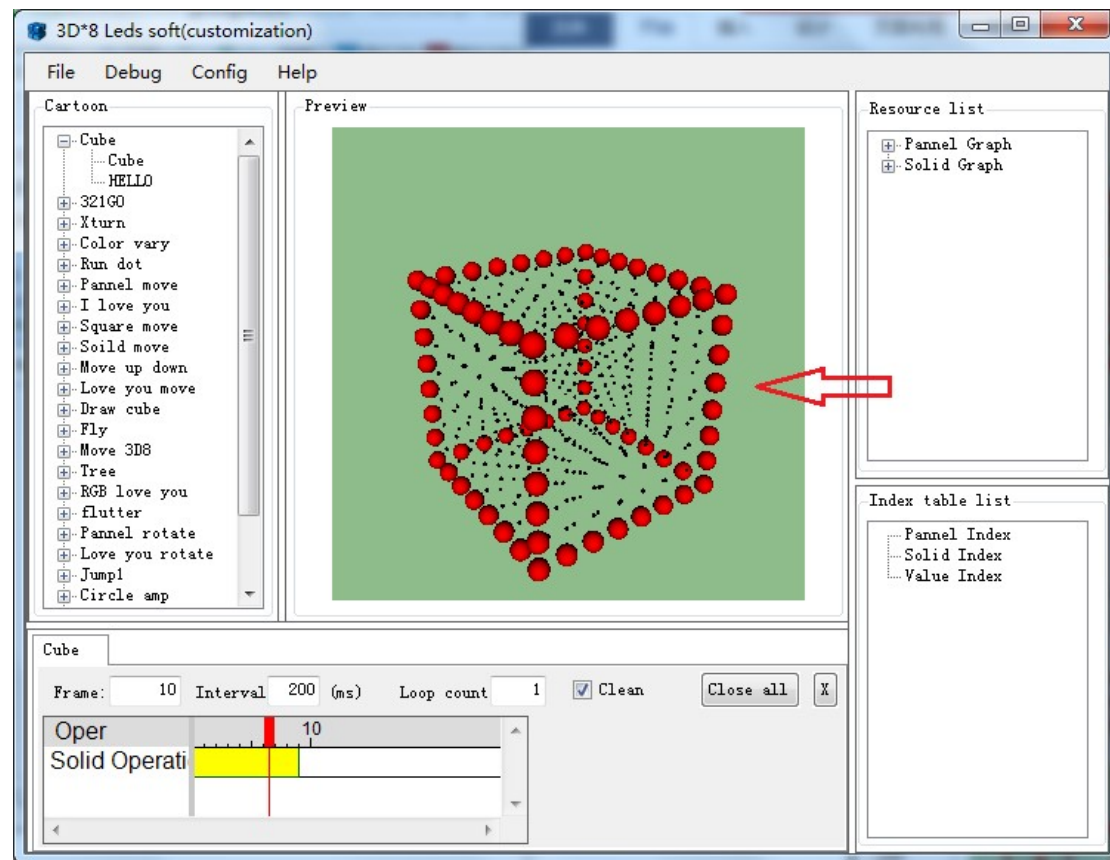 3D*8 Leds soft(customization)
File Debug Config Help
Cartoon
Cube
Cube
HELLO
321GO
Xturn
Color vary
Run dot
Pannel move
I love you
Square move
Soild move
Move up down
Love you move
Draw cube
Fly
Move 3D8
Tree
RGB love you
flutter
Pannel rotate
Love you rotate
Jump1
Circle amp
Preview
Resource list
Pannel Graph
Solid Graph
Index table list
Pannel Index
Solid Index
Value Index
Cube
Frame: 10 Interval 200 (ms) Loop count 1 Clean Close all X
Oper 10
Solid Operati